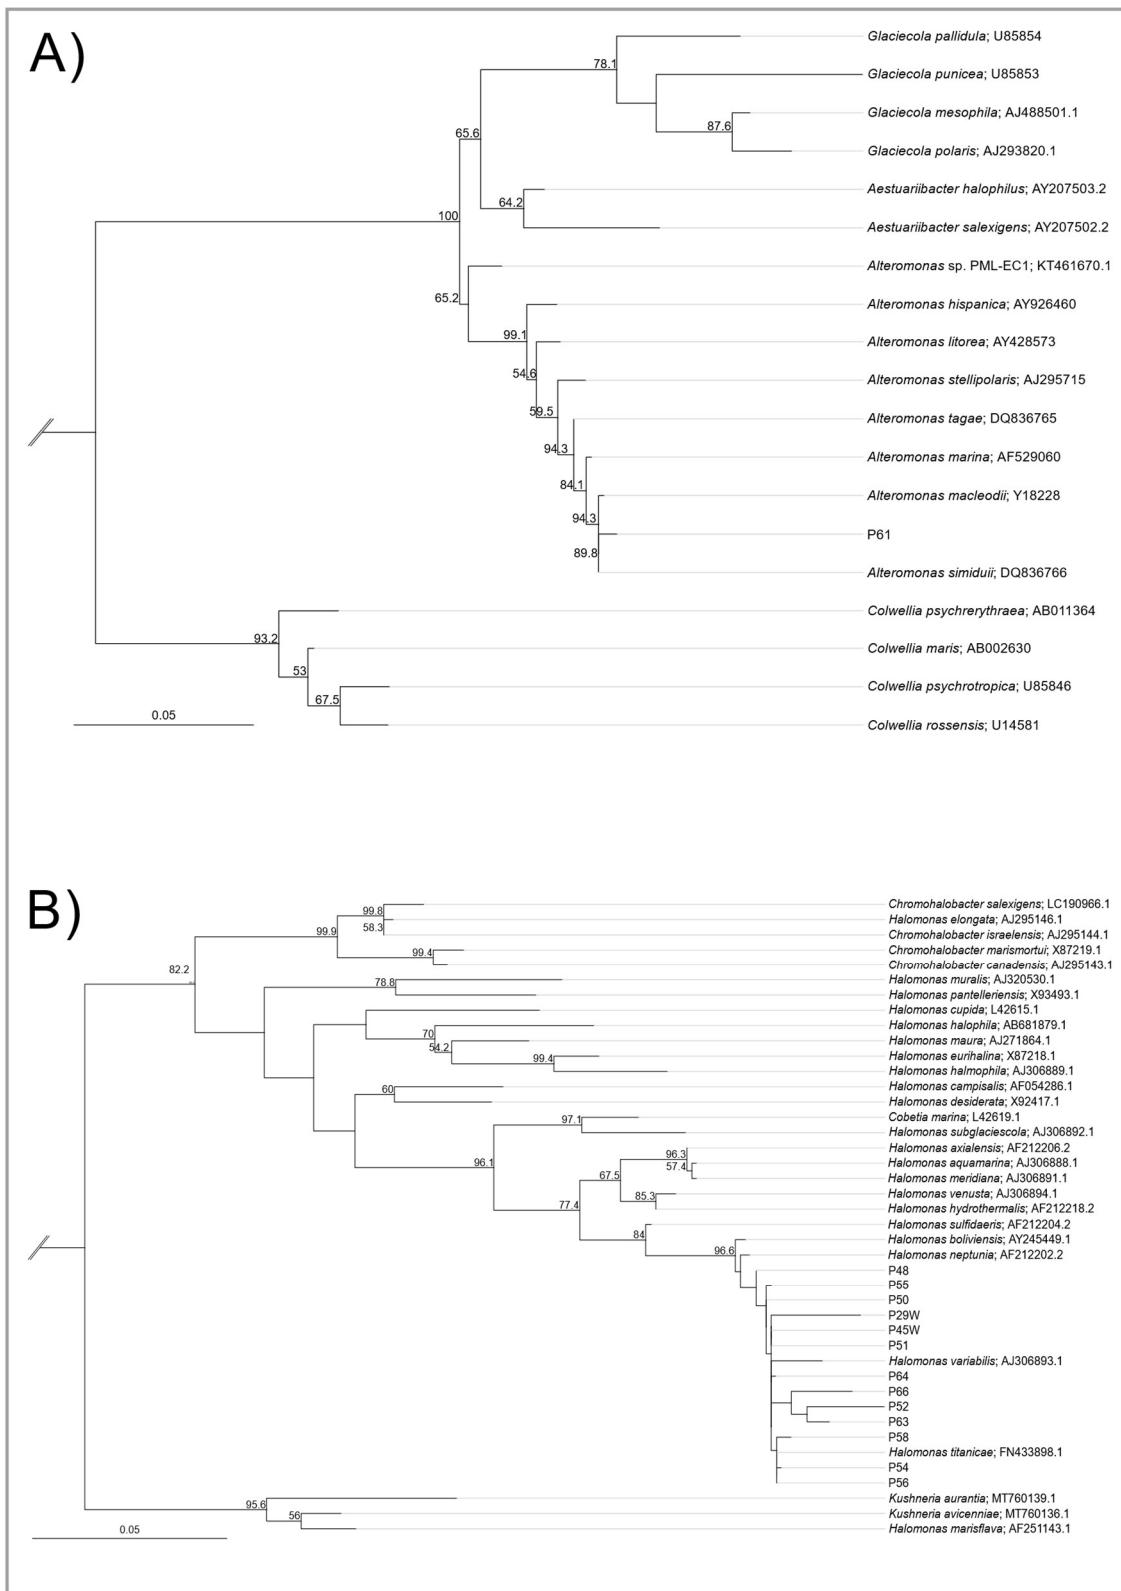 A)
Glaciecola pallidula; U85854
78.1
Glaciecola punicea; U85853
Glaciecola mesophila; AJ488501.1
87.6
65.6
Glaciecola polaris; AJ293820.1
Aestuariibacter halophilus; AY207503.2
64.2
100
Aestuariibacter salexigens; AY207502.2
Alteromonas sp. PML-EC1; KT461670.1
65.2
Alteromonas hispanica; AY926460
99.1
Alteromonas litorea; AY428573
54.6
Alteromonas stellipolaris; AJ295715
59.5
Alteromonas tagae; DQ836765
94.3
Alteromonas marina; AF529060
84.1
Alteromonas macleodii; Y18228
94.3
P61
89.8
Alteromonas simiduii; DQ836766
Colwellia psychrerythraea; AB011364
93.2
Colwellia maris; AB002630
53
Colwellia psychrotropica; U85846
67.5
0.05
Colwellia rossensis; U14581
B)
Chromohalobacter salexigens; LC190966.1
99.8
Halomonas elongata; AJ295146.1
58.3
99.9
Chromohalobacter israelensis; AJ295144.1
Chromohalobacter marismortui; X87219.1
99.4
Chromohalobacter canadensis; AJ295143.1
82.2
Halomonas muralis; AJ320530.1
78.8
Halomonas pantelleriensis; X93493.1
Halomonas cupida; L42615.1
Halomonas halophila; AB681879.1
70
Halomonas maura; AJ271864.1
54.2
Halomonas eurihalina; X87218.1
99.4
Halomonas halmophila; AJ306889.1
Halomonas campisalis; AF054286.1
60
Halomonas desiderata; X92417.1
Cobetia marina; L42619.1
97.1
Halomonas subglaciescola; AJ306892.1
Halomonas axialensis; AF212206.2
96.3
96.1
Halomonas aquamarina; AJ306888.1
57.4
67.5
Halomonas meridiana; AJ306891.1
Halomonas venusta; AJ306894.1
85.3
77.4
Halomonas hydrothermalis; AF212218.2
Halomonas sulfidaeris; AF212204.2
84
Halomonas boliviensis; AY245449.1
96.6
Halomonas neptunia; AF212202.2
P48
P55
P50
P29W
P45W
P51
Halomonas variabilis; AJ306893.1
P64
P66
P52
P63
P58
Halomonas titanicae; FN433898.1
P54
P56
Kushneria aurantia; MT760139.1
95.6
Kushneria avicenniae; MT760136.1
56
0.05
Halomonas marisflava; AF251143.1